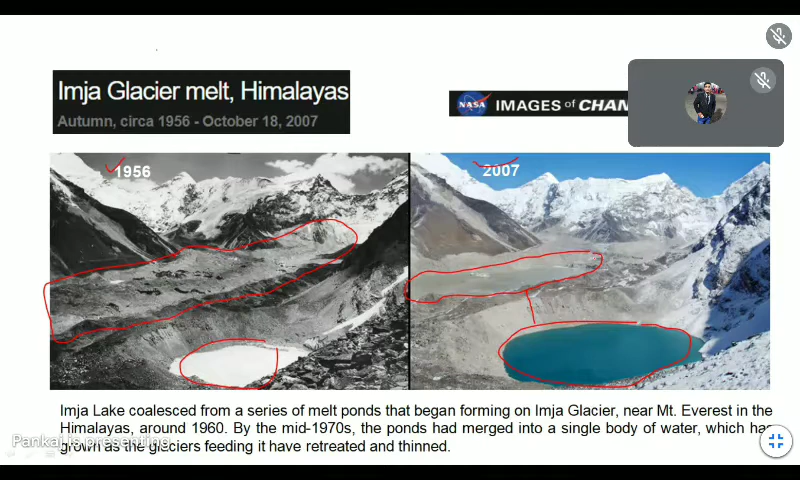 Imja Glacier melt, Himalayas
Autumn, circa 1956 - October 18, 2007
NASA IMAGES of CHAN
1956
2007
Imja Lake coalesced from a series of melt ponds that began forming on Imja Glacier, near Mt. Everest in the
Himalayas, around 1960. By the mid-1970s, the ponds had merged into a single body of water, which has
grown as the glaciers feeding it have retreated and thinned.
Pankaj is presenting